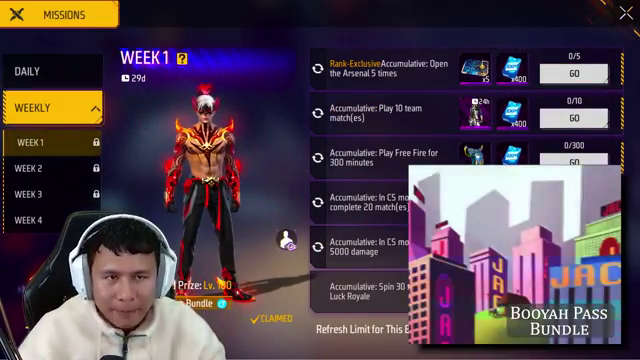 MISSIONS
DAILY
WEEKLY
WEEK 1
WEEK 2
WEEK 3
WEEK 4
WEEK 1 ?
29d
Prize: Lv. 100
Bundle
CLAIMED
Rank-Exclusive Accumulative: Open
the Arsenal 5 times
x5
x400
0/5
GO
Accumulative: Play 10 team
match(es)
24h
x400
0/10
GO
Accumulative: Play Free Fire for
300 minutes
0/300
GO
Accumulative: In CS mo
complete 20 match(es
Accumulative: In CS mo
5000 damage
Accumulative: Spin 30
Luck Royale
Refresh Limit for This E
JAC
JAC
BOOYAH PASS
BUNDLE